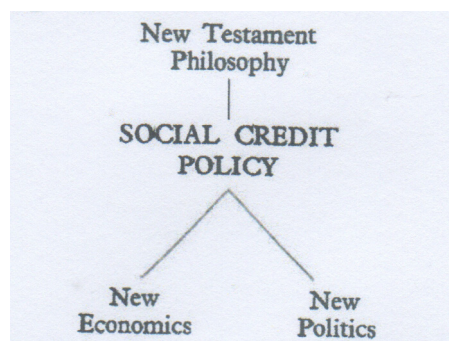 New Testament
Philosophy
SOCIAL CREDIT
POLICY
New
Economics
New
Politics